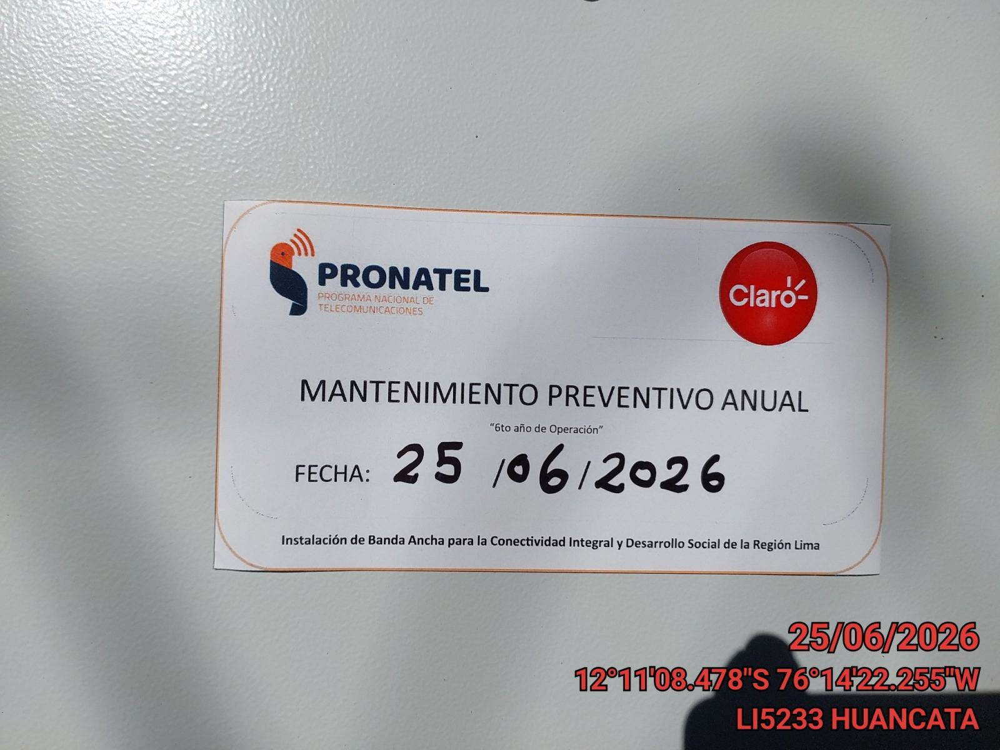 PRONATEL
PROGRAMA NACIONAL DE
TELECOMUNICACIONES
Claro
MANTENIMIENTO PREVENTIVO ANUAL
“6to año de Operación”
FECHA: 25 /06/2026
Instalación de Banda Ancha para la Conectividad Integral y Desarrollo Social de la Región Lima
25/06/2026
12°11'08.478"S 76°14'22.255"W
LI5233 HUANCATA